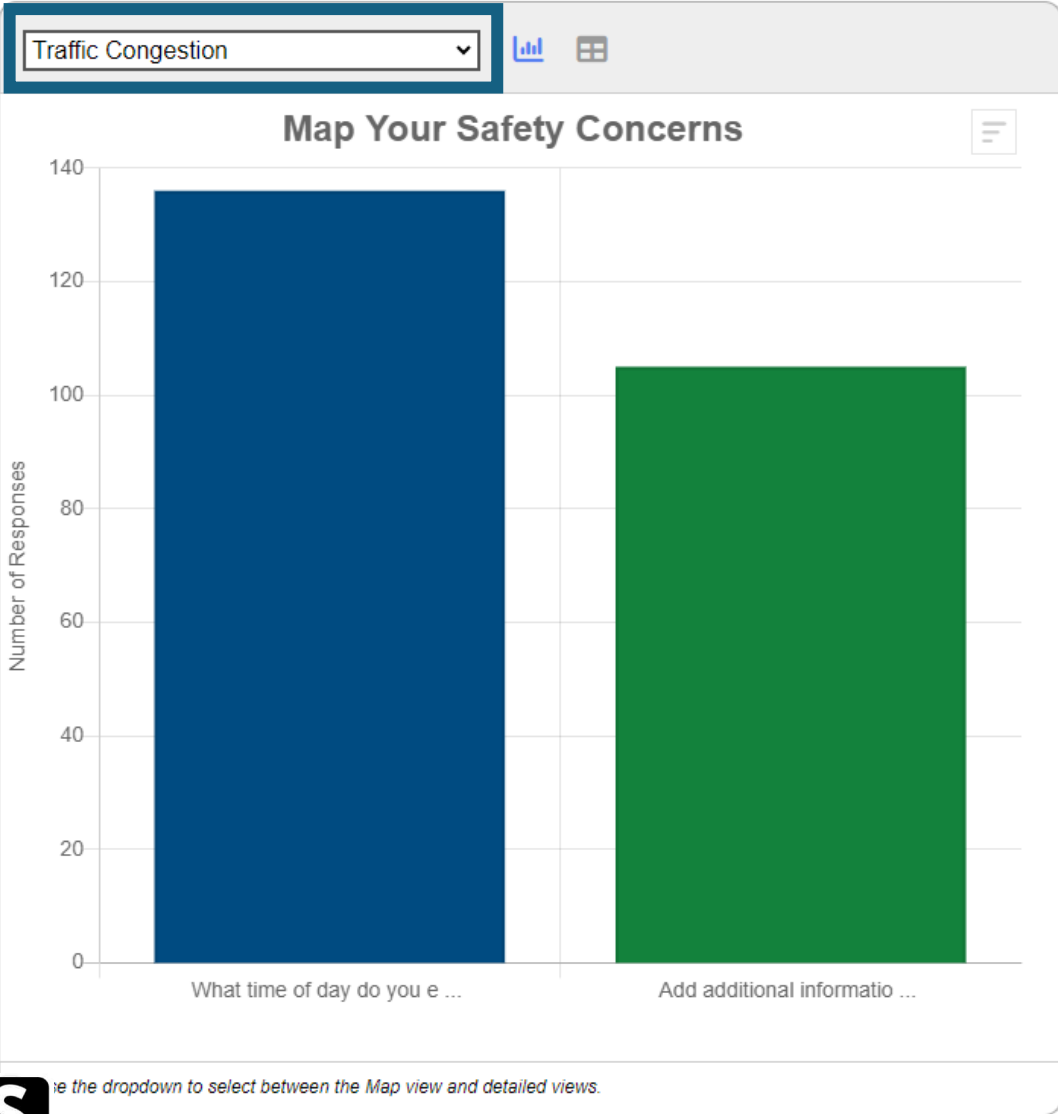 Traffic Congestion
Map Your Safety Concerns
Number of Responses
140
120
100
80
60
40
20
0
What time of day do you e ...
Add additional informatio ...
the dropdown to select between the Map view and detailed views.